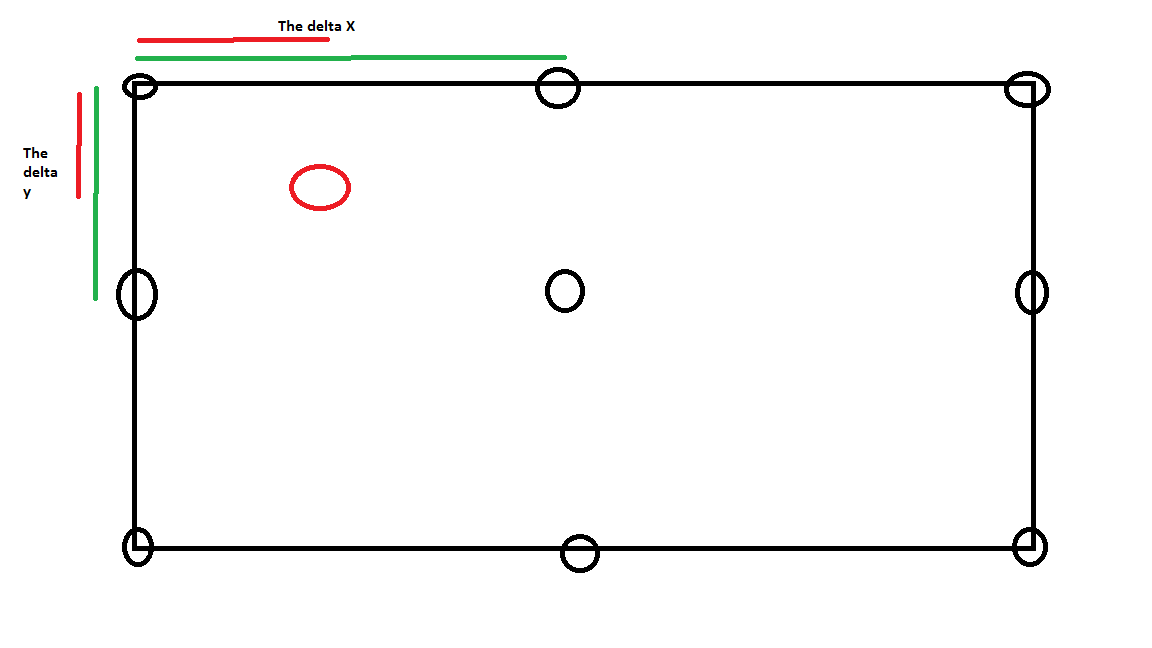 The delta X
The
delta
y